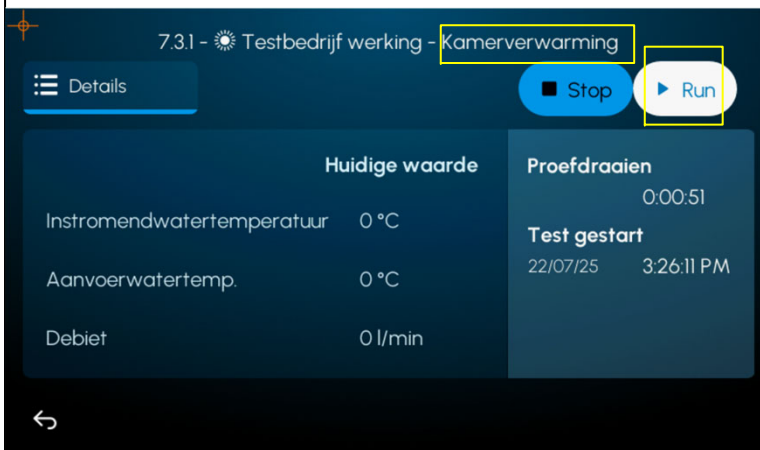 7.3.1 - Testbedrijf werking - Kamerverwarming
Details
Stop
Run
Huidige waarde
Instromendwatertemperatuur 0 °C
Aanvoerwatertemp. 0 °C
Debiet 0 l/min
Proefdraaien
0:00:51
Test gestart
22/07/25 3:26:11 PM